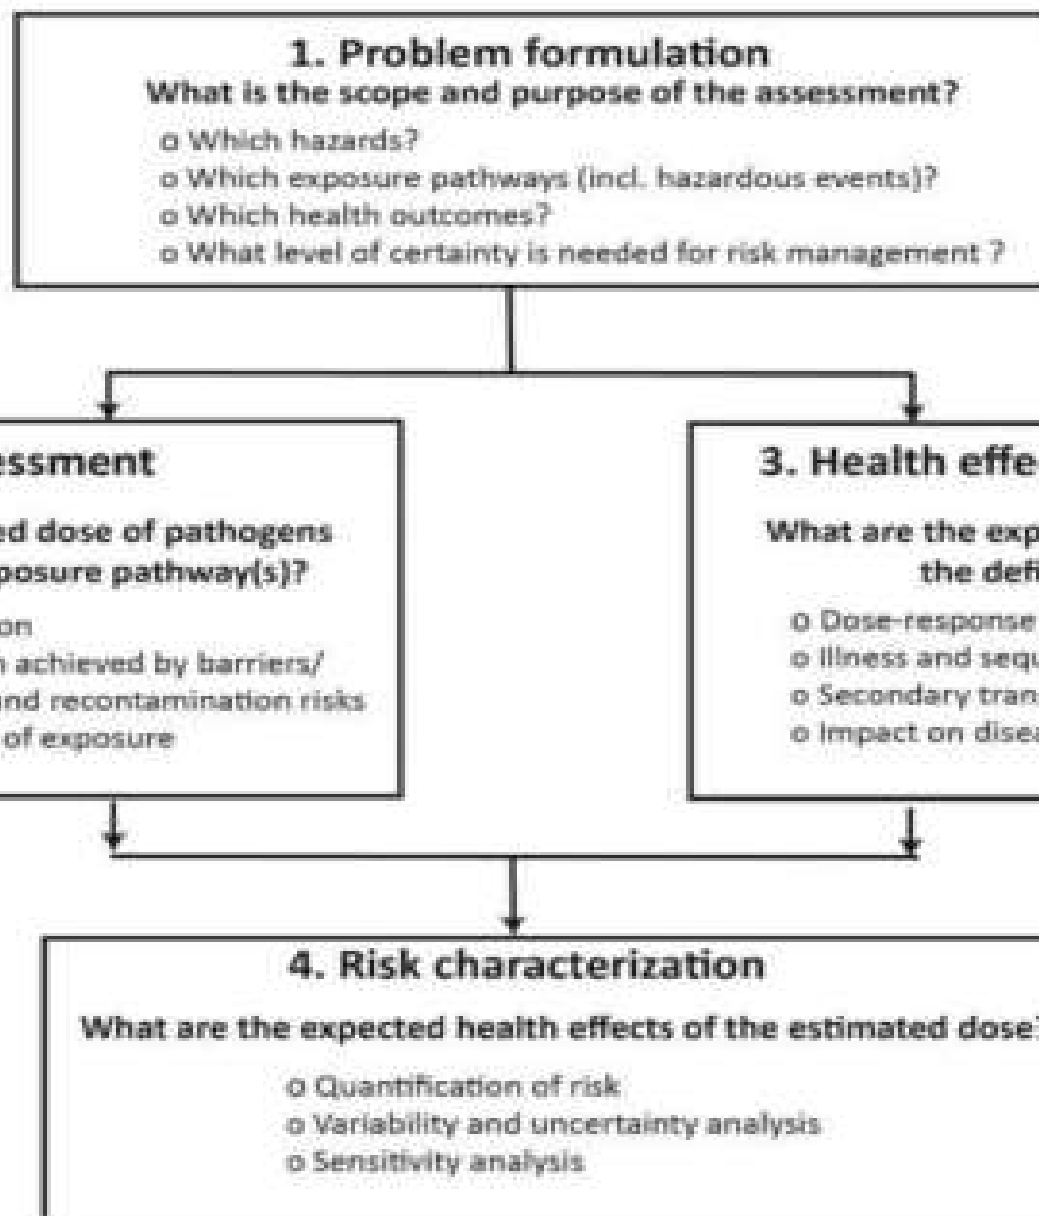 1. Problem formulation
What is the scope and purpose of the assessment?
o Which hazards?
o Which exposure pathways (incl. hazardous events)?
o Which health outcomes?
o What level of certainty is needed for risk management ?
essment
ed dose of pathogens
posure pathway(s)?
on
n achieved by barriers/
und recontamination risks
of exposure
3. Health effe
What are the exp
the defi
o Dose-response
o Illness and sequ
o Secondary tran
o Impact on disea
4. Risk characterization
What are the expected health effects of the estimated dose?
o Quantification of risk
o Variability and uncertainty analysis
o Sensitivity analysis